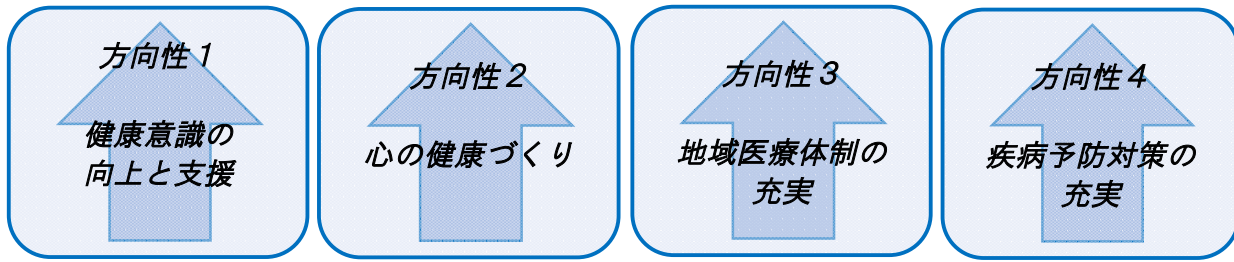 方向性１
健康意識の
向上と支援
方向性２
心の健康づくり
方向性３
地域医療体制の
充実
方向性４
疾病予防対策の
充実